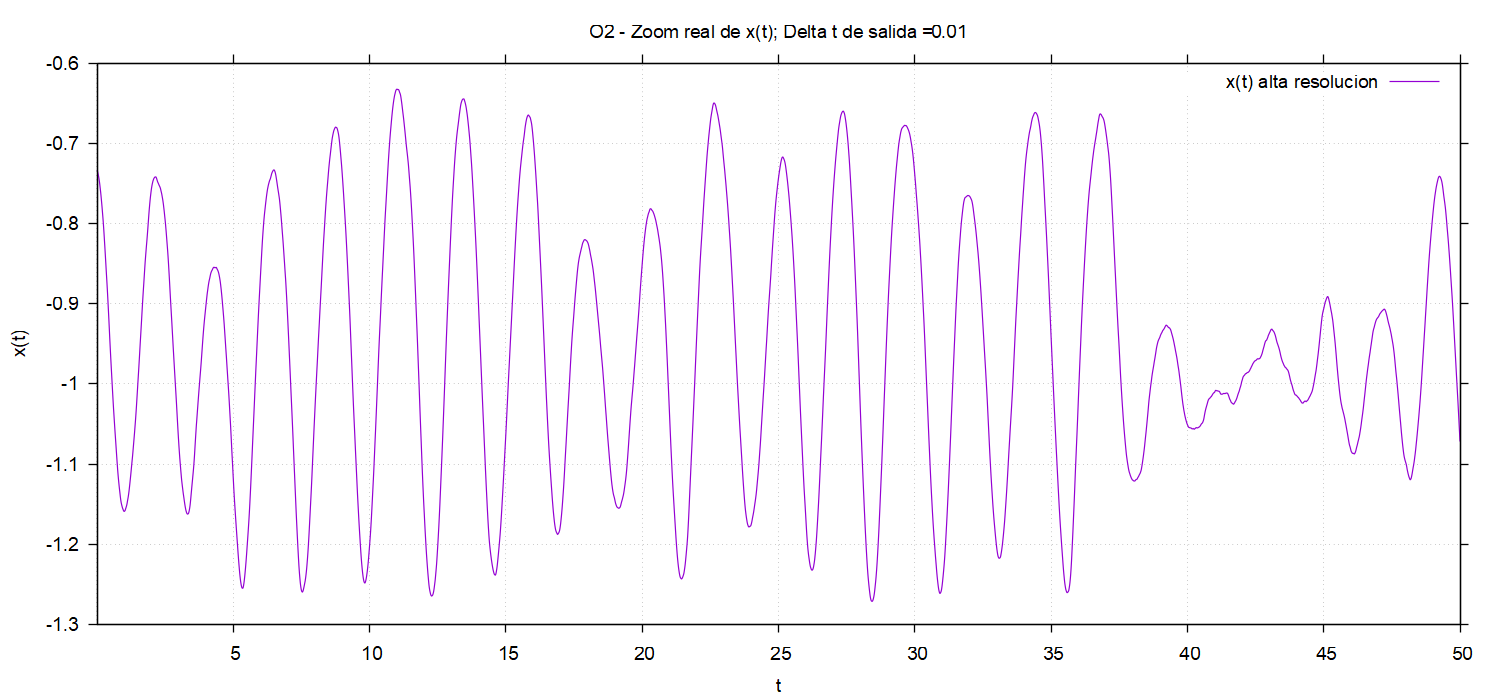 O2 - Zoom real de x(t); Delta t de salida =0.01
x(t) alta resolucion
-0.6
-0.7
-0.8
-0.9
-1
-1.1
-1.2
-1.3
x(t)
5 10 15 20 25 30 35 40 45 50
t